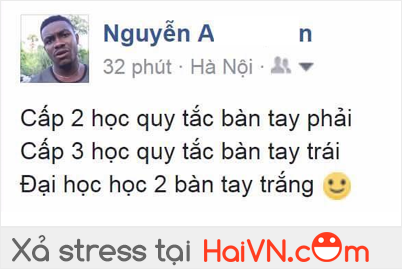 Nguyễn A n
32 phút · Hà Nội ·
Cấp 2 học quy tắc bàn tay phải
Cấp 3 học quy tắc bàn tay trái
Đại học học 2 bàn tay trắng
Xả stress tại HaiVN.com